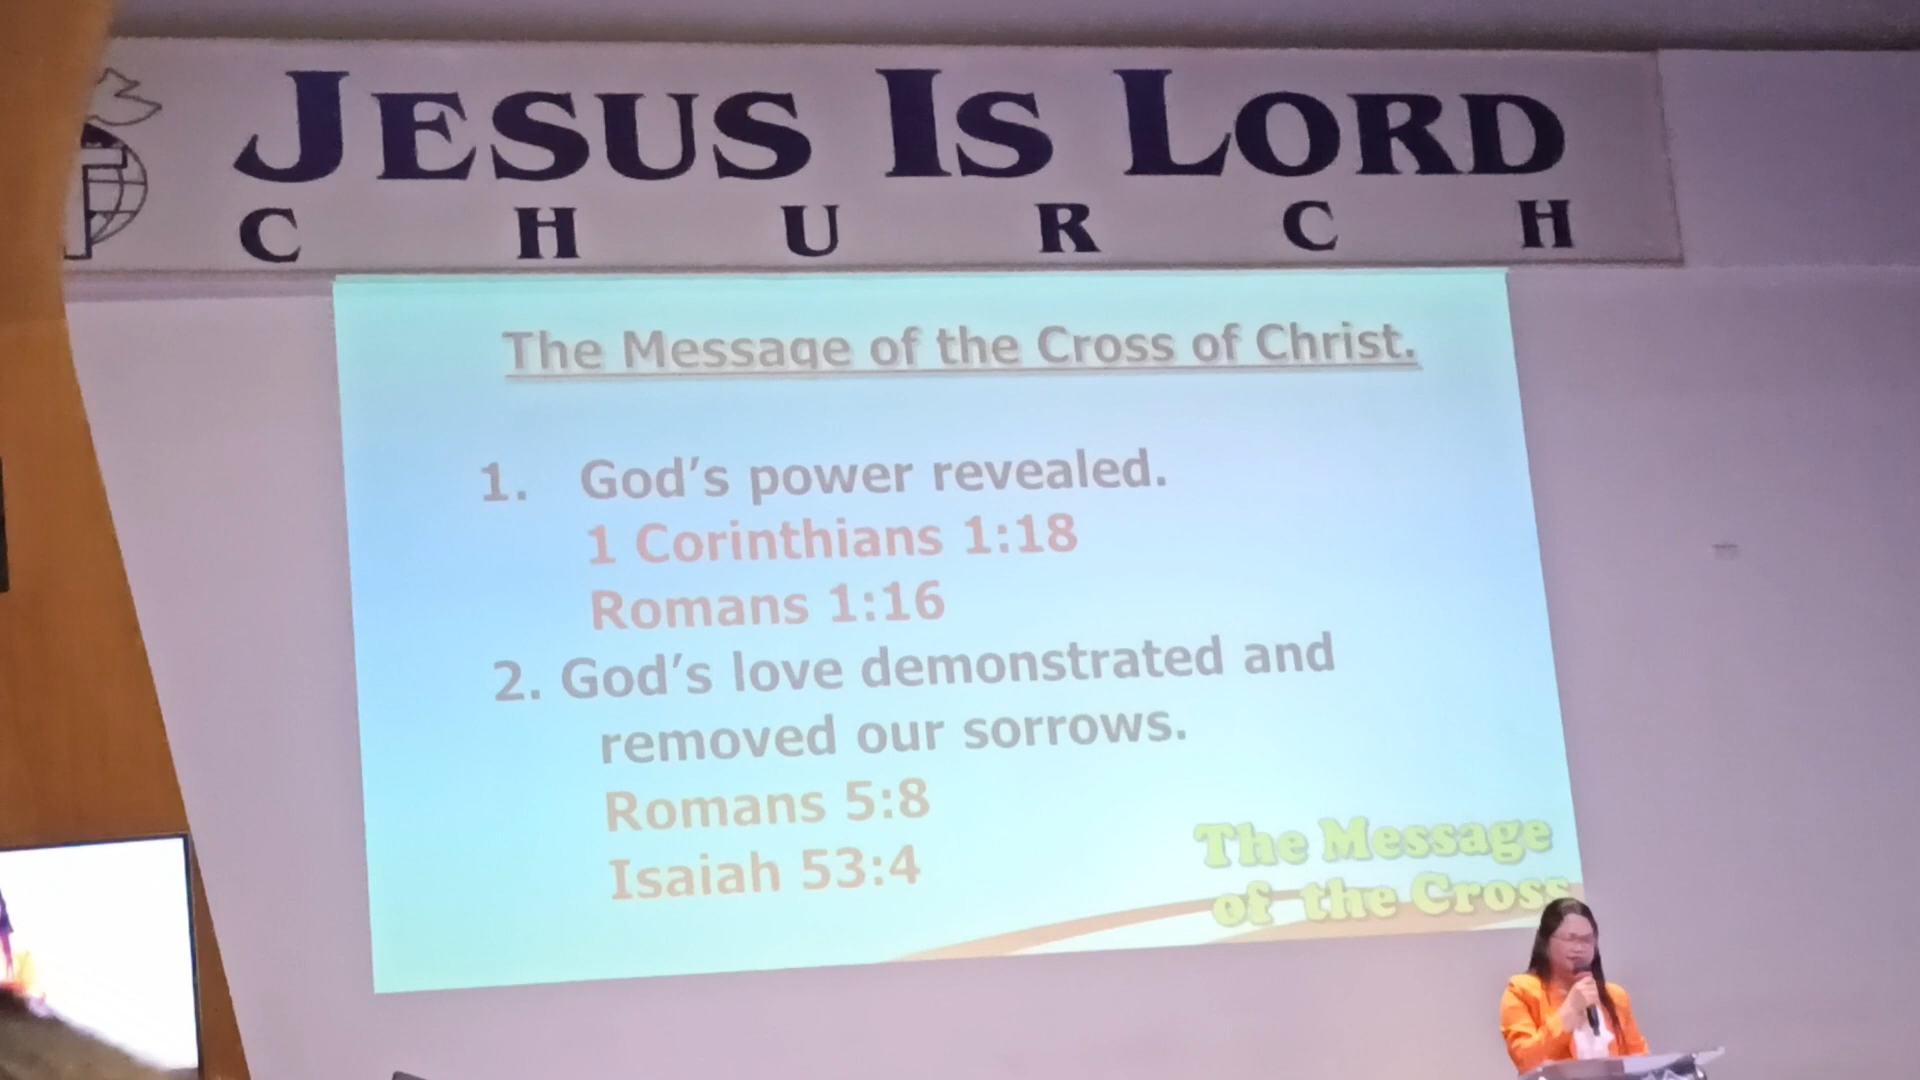 JESUS IS LORD
CHURCH
The Message of the Cross of Christ.
1. God's power revealed.
1 Corinthians 1:18
Romans 1:16
2. God's love demonstrated and
removed our sorrows.
Romans 5:8
Isaiah 53:4
The Message
of the Cross